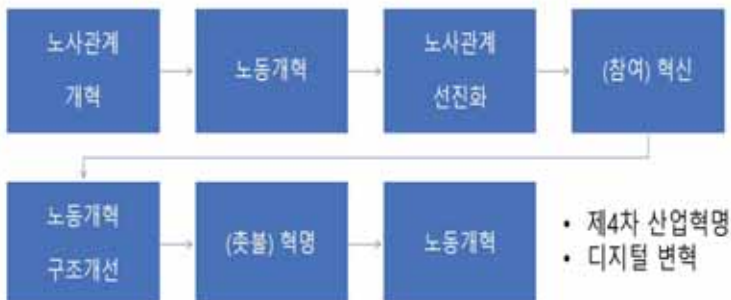 노사관계
개혁
노동개혁
노사관계
선진화
(참여) 혁신
노동개혁
구조개선
(촛불) 혁명
노동개혁
• 제4차 산업혁명
• 디지털 변혁